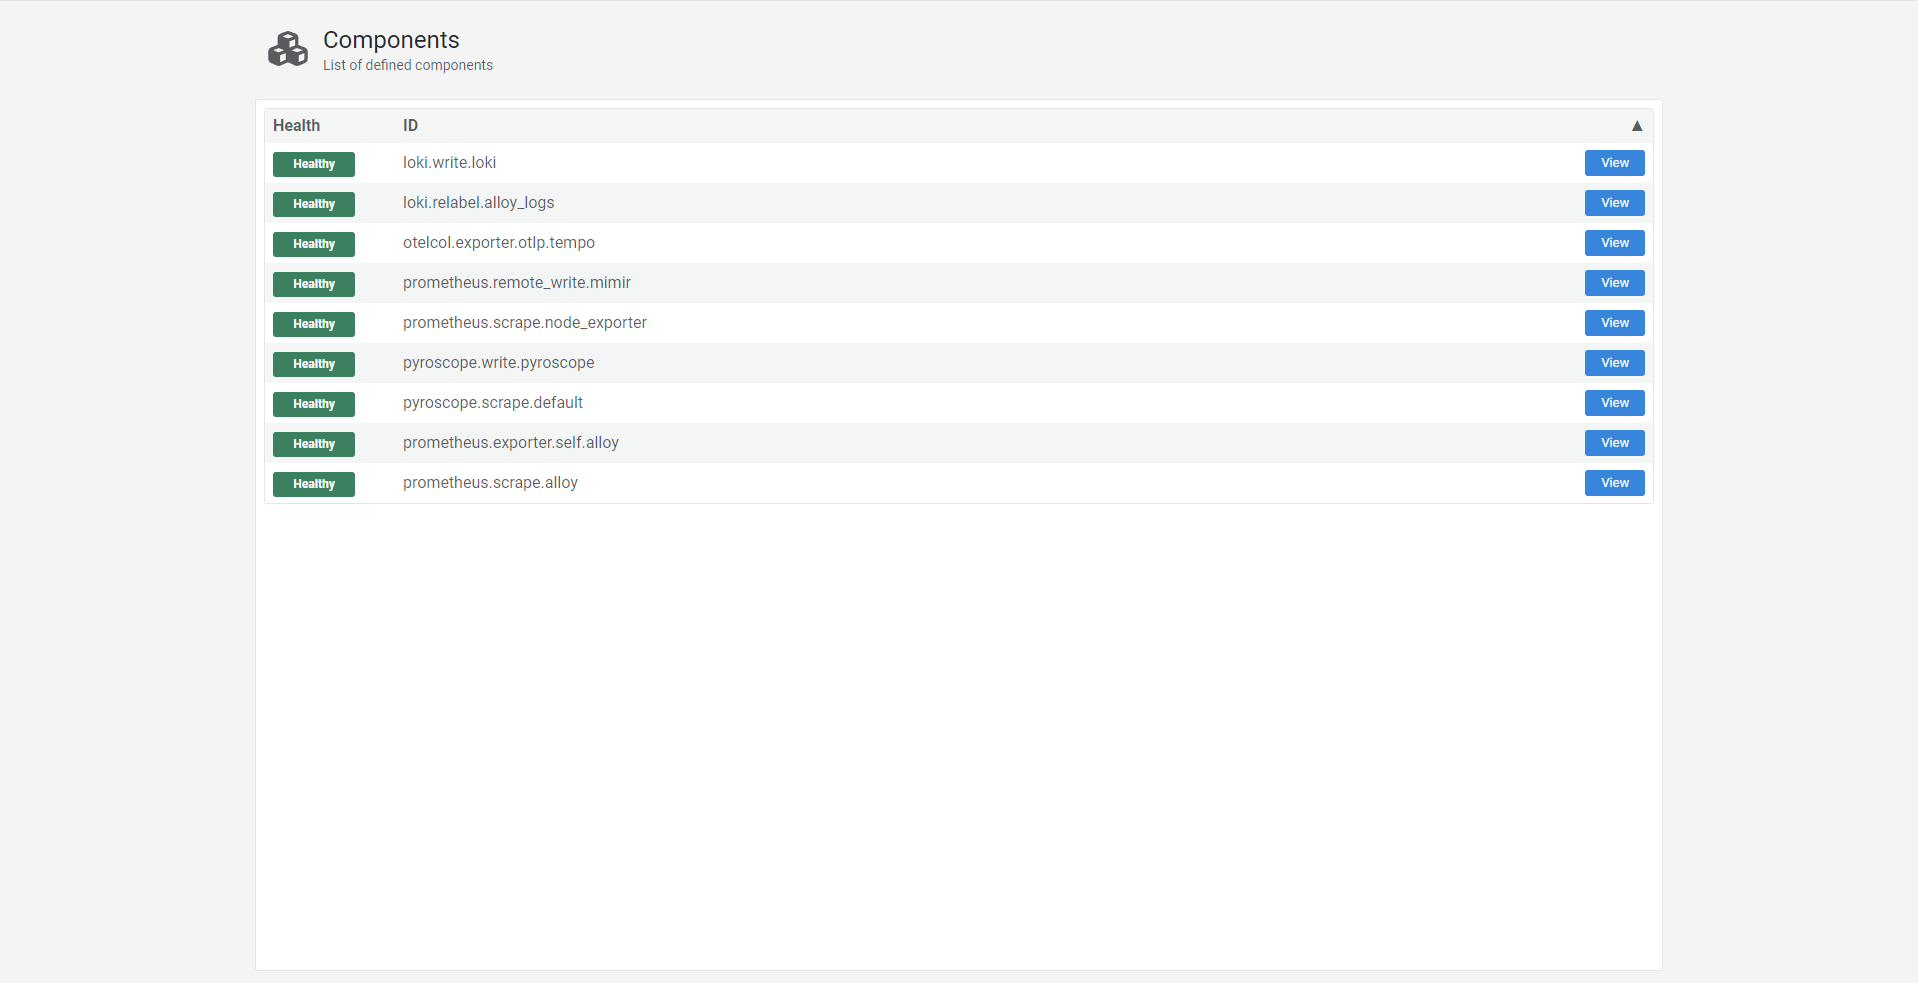 Components
List of defined components
Health ID ▲
Healthy loki.write.loki View
Healthy loki.relabel.alloy_logs View
Healthy otelcol.exporter.otlp.tempo View
Healthy prometheus.remote_write.mimir View
Healthy prometheus.scrape.node_exporter View
Healthy pyroscope.write.pyroscope View
Healthy pyroscope.scrape.default View
Healthy prometheus.exporter.self.alloy View
Healthy prometheus.scrape.alloy View